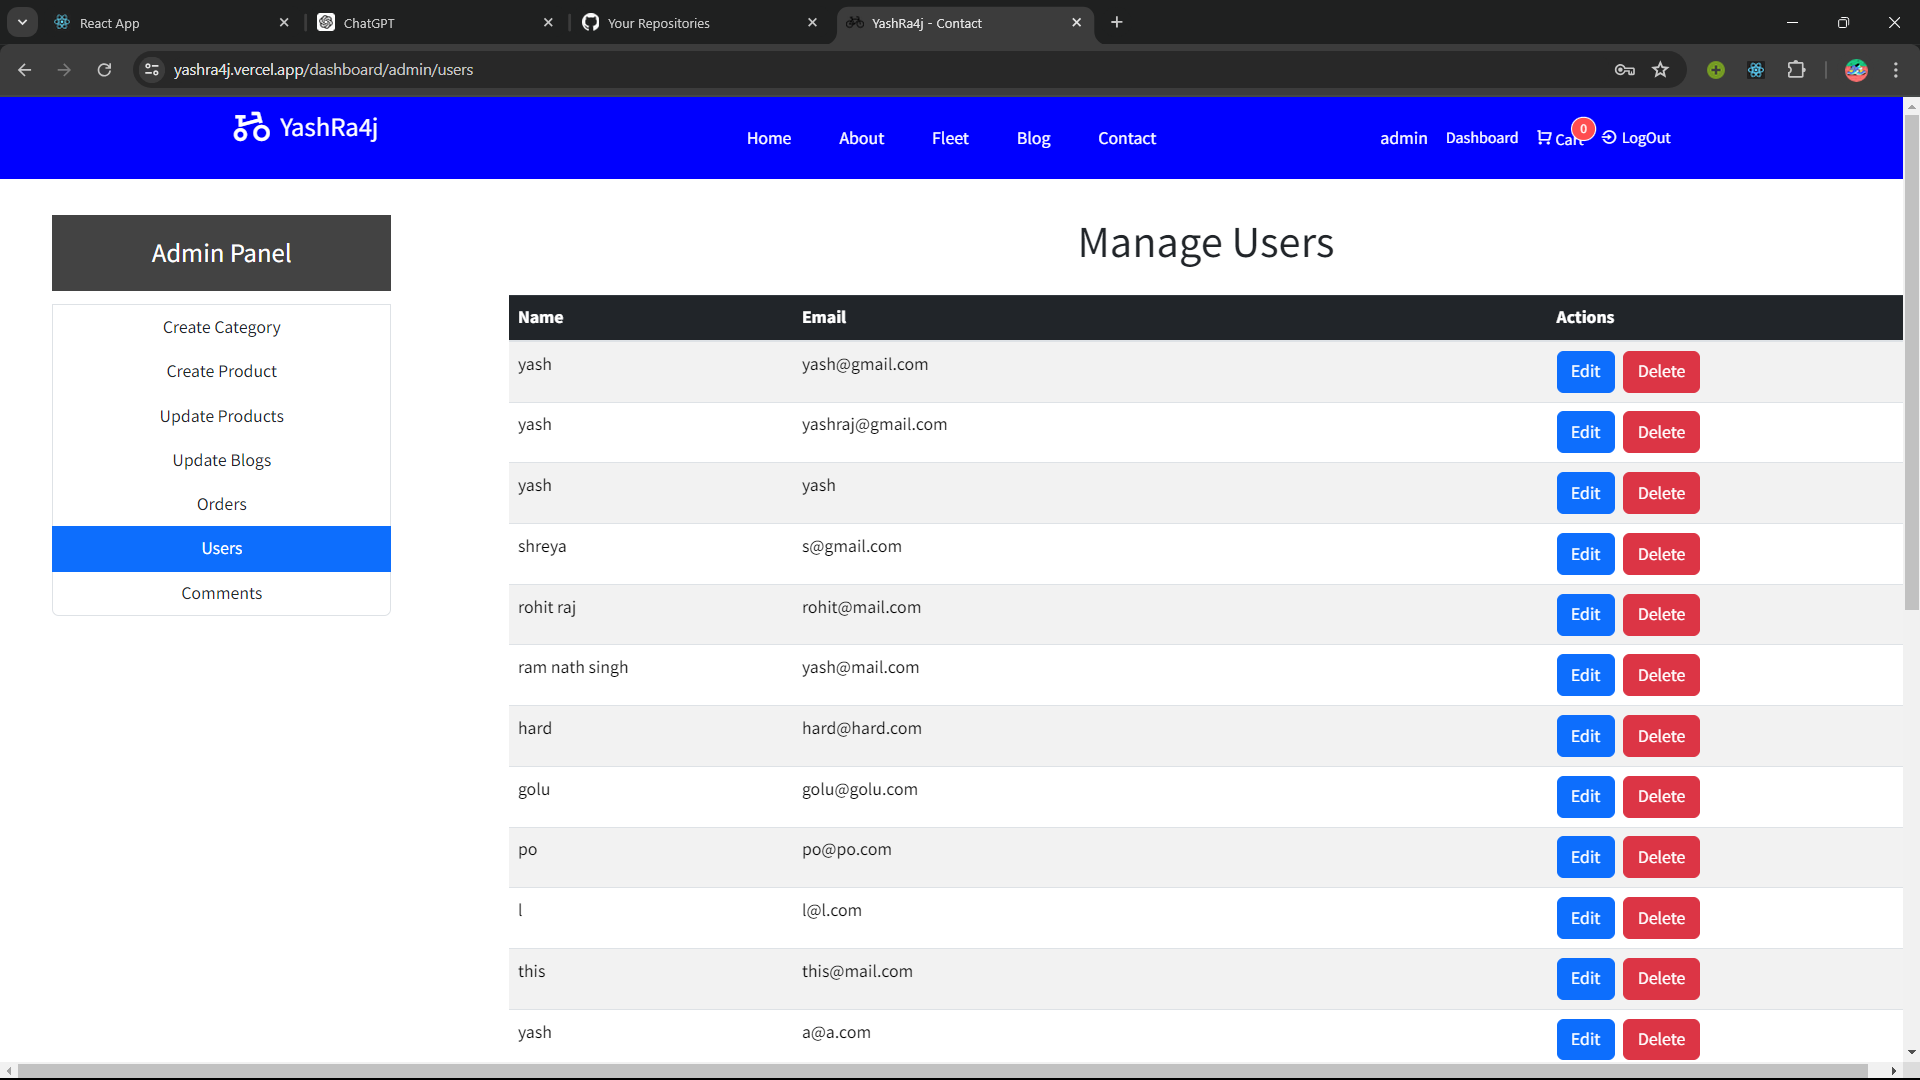 React App
ChatGPT
Your Repositories
YashRa4j - Contact
yashra4j.vercel.app/dashboard/admin/users
YashRa4j
Home
About
Fleet
Blog
Contact
admin
Dashboard
Cart
0
LogOut
Admin Panel
Create Category
Create Product
Update Products
Update Blogs
Orders
Users
Comments
Manage Users
Name Email Actions
yash yash@gmail.com Edit Delete
yash yashraj@gmail.com Edit Delete
yash yash Edit Delete
shreya s@gmail.com Edit Delete
rohit raj rohit@mail.com Edit Delete
ram nath singh yash@mail.com Edit Delete
hard hard@hard.com Edit Delete
golu golu@golu.com Edit Delete
po po@po.com Edit Delete
l l@l.com Edit Delete
this this@mail.com Edit Delete
yash a@a.com Edit Delete